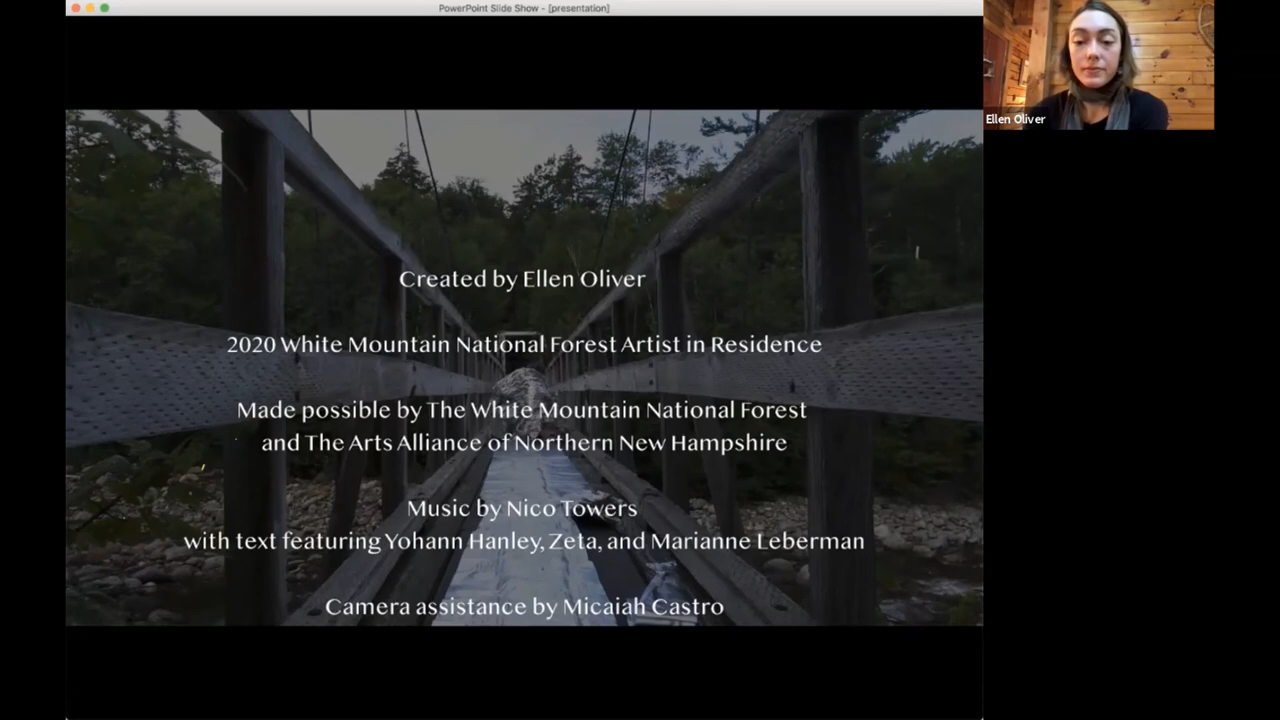 PowerPoint Slide Show - [presentation]
Ellen Oliver
Created by Ellen Oliver
2020 White Mountain National Forest Artist in Residence
Made possible by The White Mountain National Forest
and The Arts Alliance of Northern New Hampshire
Music by Nico Towers
with text featuring Yohann Hanley, Zeta, and Marianne Leberman
Camera assistance by Micaiah Castro